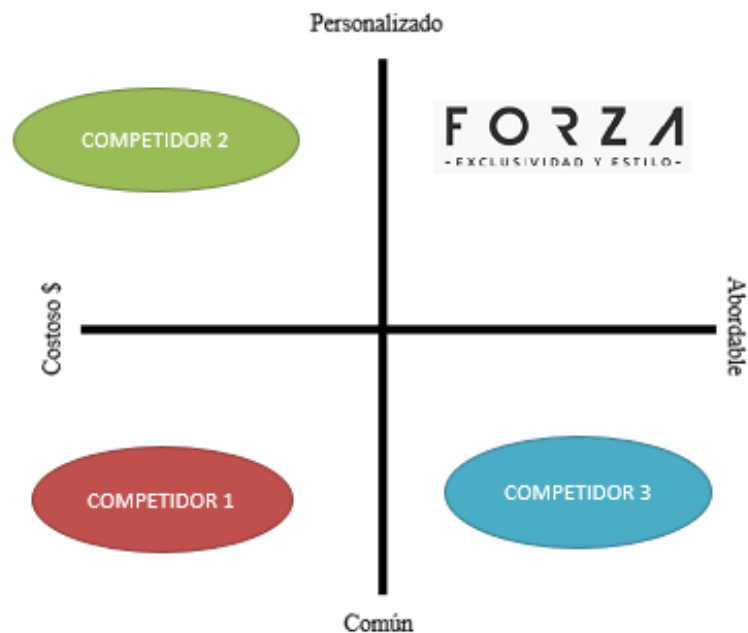 Personalizado
COMPETIDOR 2
FORZA
-EXCLUSIVIDAD Y ESTILO-
Costoso $
Abordable
COMPETIDOR 1
COMPETIDOR 3
Común